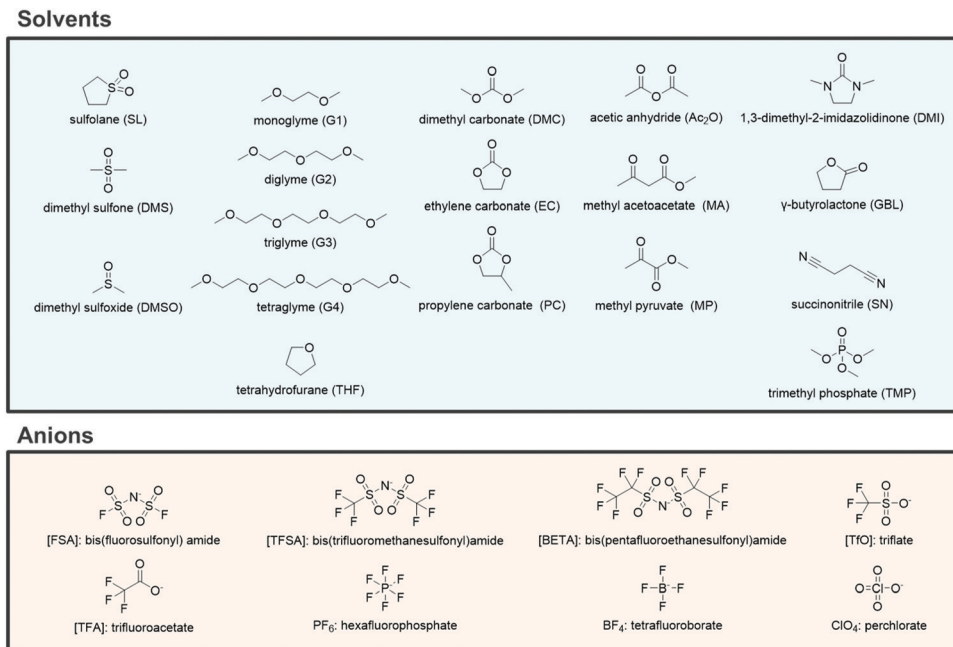 Solvents
sulfolane (SL)
monoglyme (G1)
dimethyl carbonate (DMC)
acetic anhydride (Ac₂O)
1,3-dimethyl-2-imidazolidinone (DMI)
dimethyl sulfone (DMS)
diglyme (G2)
ethylene carbonate (EC)
methyl acetoacetate (MA)
γ-butyrolactone (GBL)
triglyme (G3)
dimethyl sulfoxide (DMSO)
tetraglyme (G4)
propylene carbonate (PC)
methyl pyruvate (MP)
succinonitrile (SN)
tetrahydrofurane (THF)
trimethyl phosphate (TMP)
Anions
[FSA]: bis(fluorosulfonyl) amide
[TFSA]: bis(trifluoromethanesulfonyl)amide
[BETA]: bis(pentafluoroethanesulfonyl)amide
[TfO]: triflate
[TFA]: trifluoroacetate
PF₆: hexafluorophosphate
BF₄: tetrafluoroborate
ClO₄: perchlorate